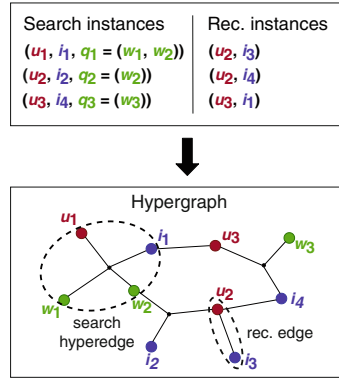 Search instances Rec. instances
(u1, i1, q1 = (w1, w2)) (u2, i3)
(u2, i2, q2 = (w2)) (u2, i4)
(u3, i4, q3 = (w3)) (u3, i1)
Hypergraph
u1
i1
u3
w3
w1
w2
u2
i4
search
hyperedge
rec. edge
i2
i3